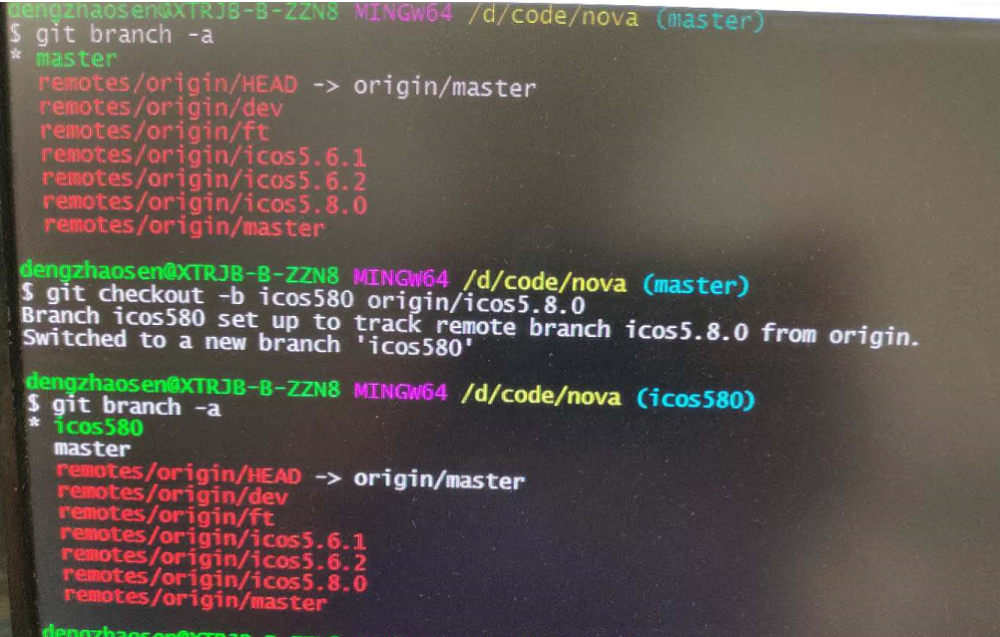 dengzhaosen@XTRJB-B-ZZN8 MINGW64 /d/code/nova (master)
$ git branch -a
* master
remotes/origin/HEAD -> origin/master
remotes/origin/dev
remotes/origin/ft
remotes/origin/icos5.6.1
remotes/origin/icos5.6.2
remotes/origin/icos5.8.0
remotes/origin/master
dengzhaosen@XTRJB-B-ZZN8 MINGW64 /d/code/nova (master)
$ git checkout -b icos580 origin/icos5.8.0
Branch icos580 set up to track remote branch icos5.8.0 from origin.
Switched to a new branch 'icos580'
dengzhaosen@XTRJB-B-ZZN8 MINGW64 /d/code/nova (icos580)
$ git branch -a
* icos580
master
remotes/origin/HEAD -> origin/master
remotes/origin/dev
remotes/origin/ft
remotes/origin/icos5.6.1
remotes/origin/icos5.6.2
remotes/origin/icos5.8.0
remotes/origin/master